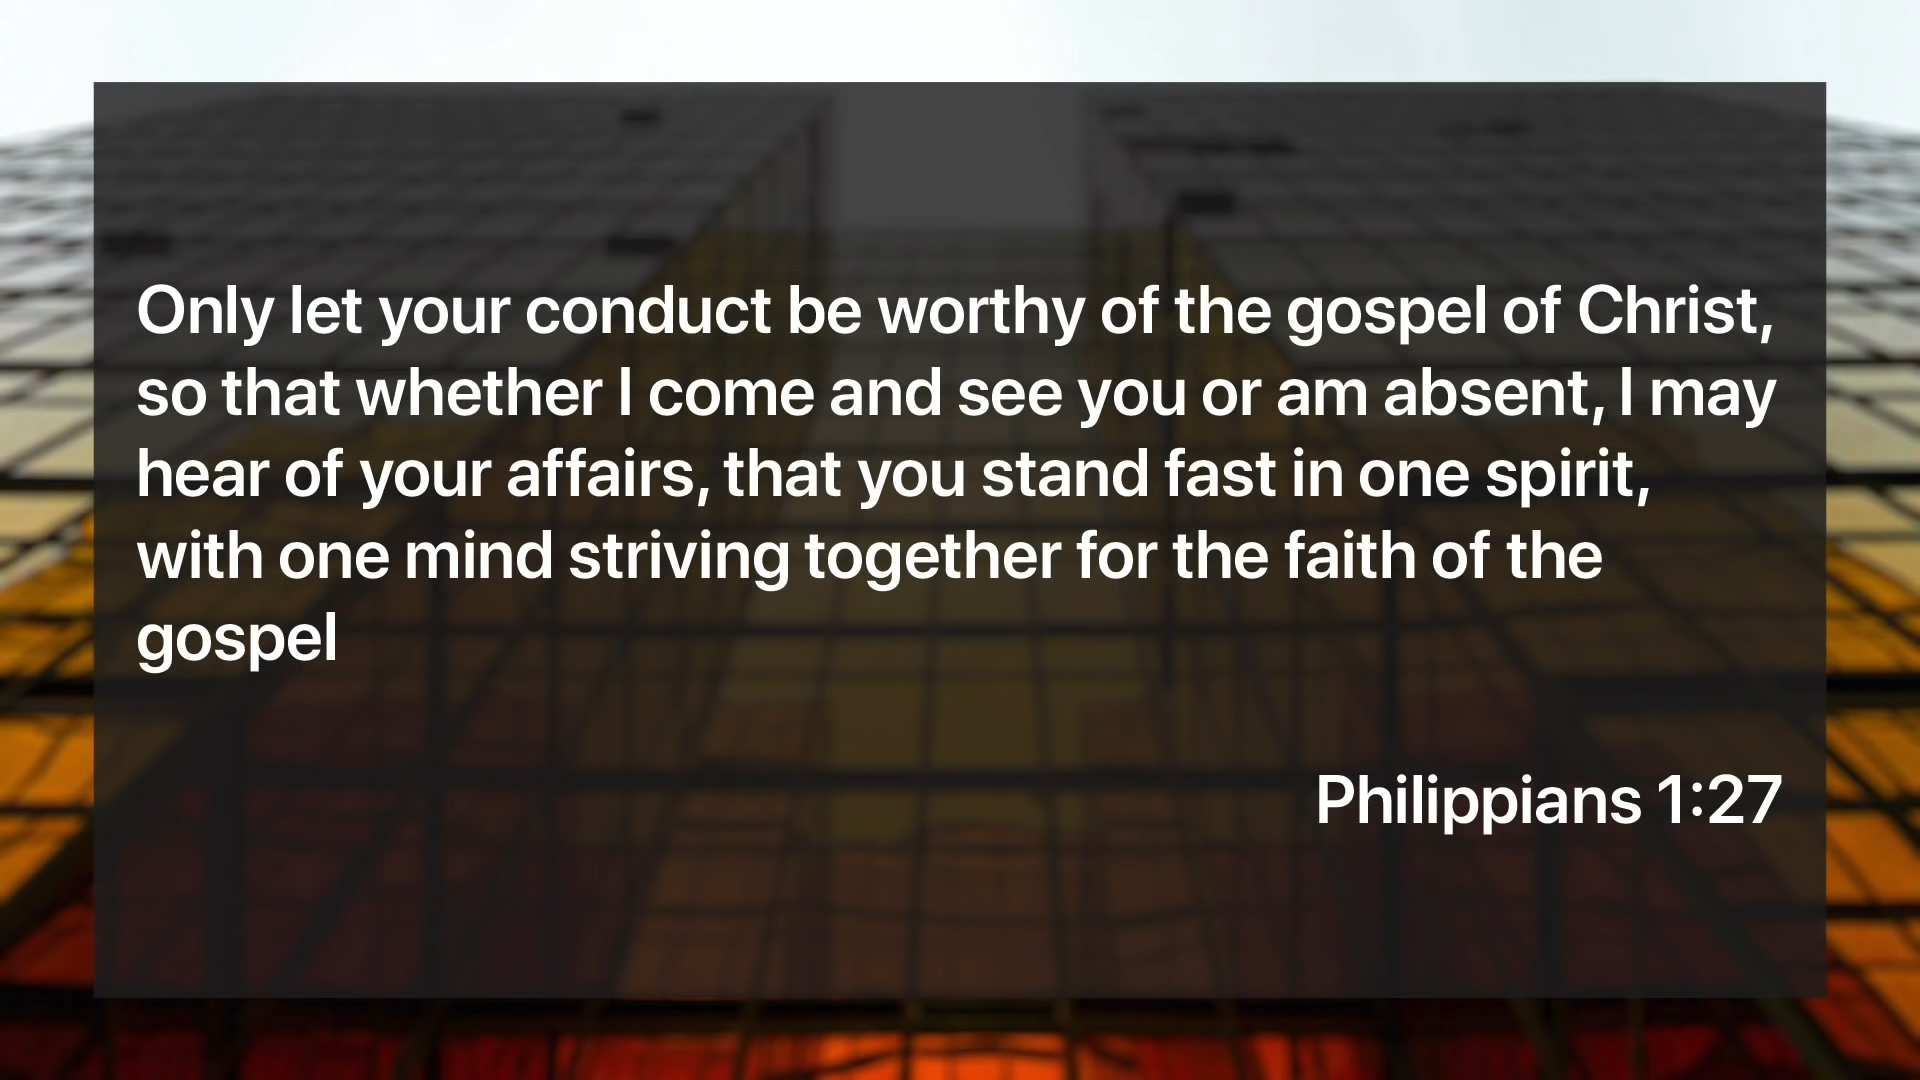 Only let your conduct be worthy of the gospel of Christ,
so that whether I come and see you or am absent, I may
hear of your affairs, that you stand fast in one spirit,
with one mind striving together for the faith of the
gospel
Philippians 1:27